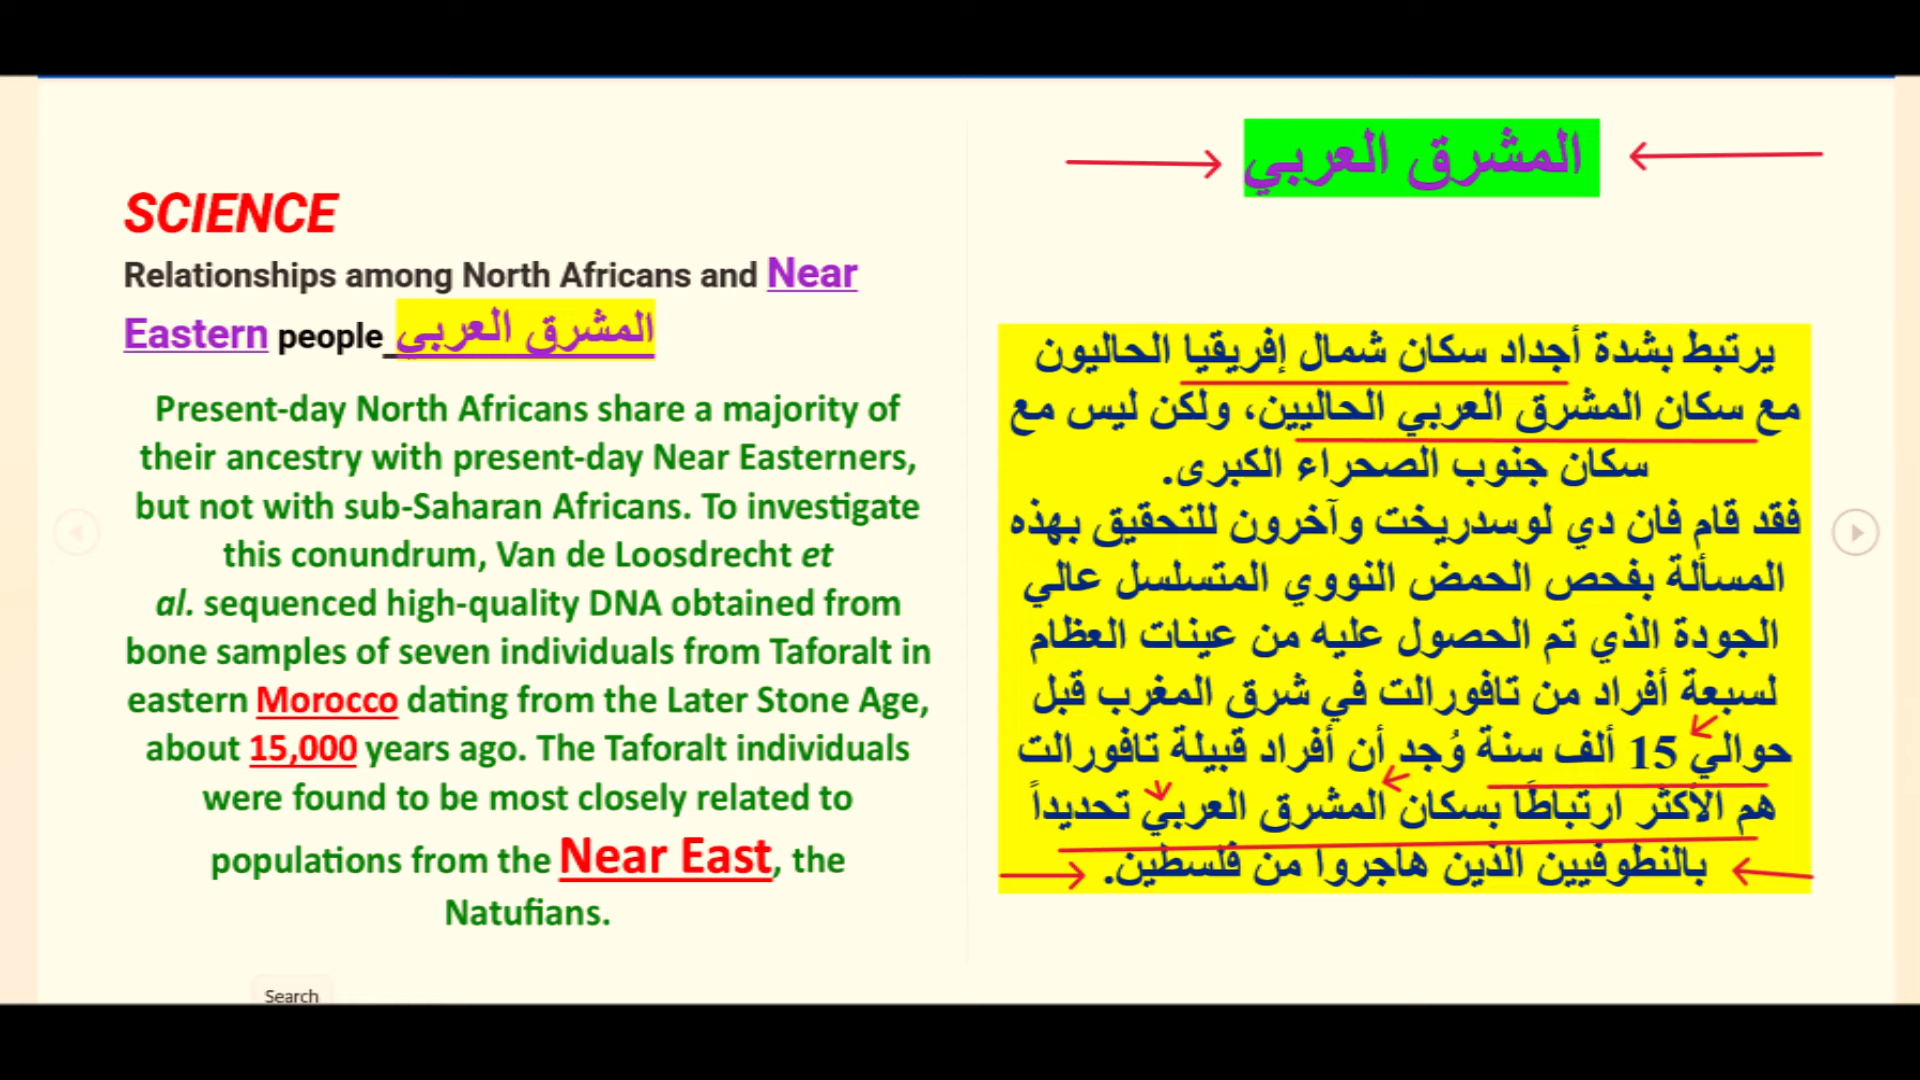 SCIENCE
Relationships among North Africans and Near
Eastern people المشرق العربي
Present-day North Africans share a majority of
their ancestry with present-day Near Easterners,
but not with sub-Saharan Africans. To investigate
this conundrum, Van de Loosdrecht et
al. sequenced high-quality DNA obtained from
bone samples of seven individuals from Taforalt in
eastern Morocco dating from the Later Stone Age,
about 15,000 years ago. The Taforalt individuals
were found to be most closely related to
populations from the Near East, the
Natufians.
Search
المشرق العربي
يرتبط بشدة أجداد سكان شمال إفريقيا الحاليون
مع سكان المشرق العربي الحاليين، ولكن ليس مع
سكان جنوب الصحراء الكبرى.
فقد قام فان دي لوسدريخت وآخرون للتحقيق بهذه
المسألة بفحص الحمض النووي المتسلسل عالي
الجودة الذي تم الحصول عليه من عينات العظام
لسبعة أفراد من تافورالت في شرق المغرب قبل
حوالي 15 ألف سنة وُجد أن أفراد قبيلة تافورالت
هم الأكثر ارتباطًا بسكان المشرق العربي تحديداً
بالنطوفيين الذين هاجروا من فلسطين.